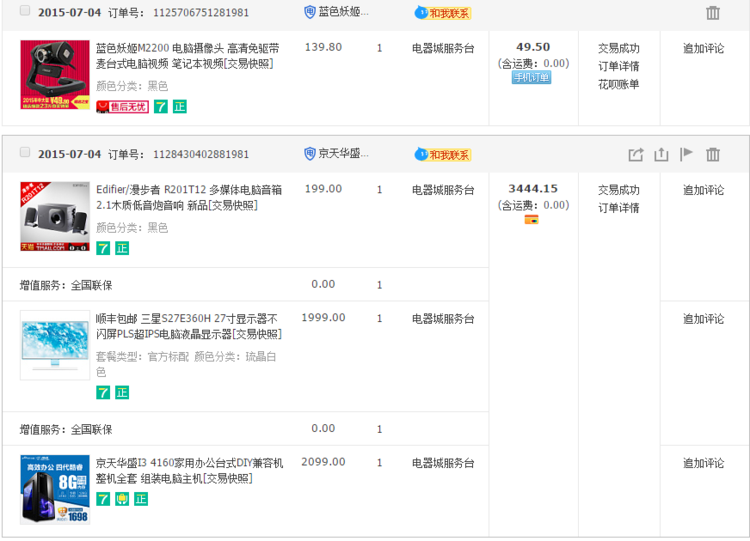 2015-07-04 订单号: 1125706751281981 蓝色妖姬... 和我联系
蓝色妖姬M2200 电脑摄像头 高清免驱带 139.80 1 电器城服务台 49.50 交易成功 追加评论
麦台式电脑视频 笔记本视频[交易快照] (含运费: 0.00) 订单详情
颜色分类: 黑色 手机订单 花呗账单
¥49.00
售后无忧 7 正
2015-07-04 订单号: 1128430402881981 京天华盛... 和我联系
Edifier/漫步者 R201T12 多媒体电脑音箱 199.00 1 电器城服务台 3444.15 交易成功 追加评论
2.1木质低音炮音响 新品[交易快照] (含运费: 0.00) 订单详情
颜色分类: 黑色
R201T12
天猫 TMALL.COM
7 正
增值服务: 全国联保 0.00 1
顺丰包邮 三星S27E360H 27寸显示器不 1999.00 1 电器城服务台 追加评论
闪屏PLS超IPS电脑液晶显示器[交易快照]
套餐类型: 官方标配 颜色分类: 琉晶白
色
7 正
增值服务: 全国联保 0.00 1
京天华盛I3 4160家用办公台式DIY兼容机 2099.00 1 电器城服务台 追加评论
整机全套 组装电脑主机[交易快照]
高效办公 四代酷睿
8G
1698
7 正